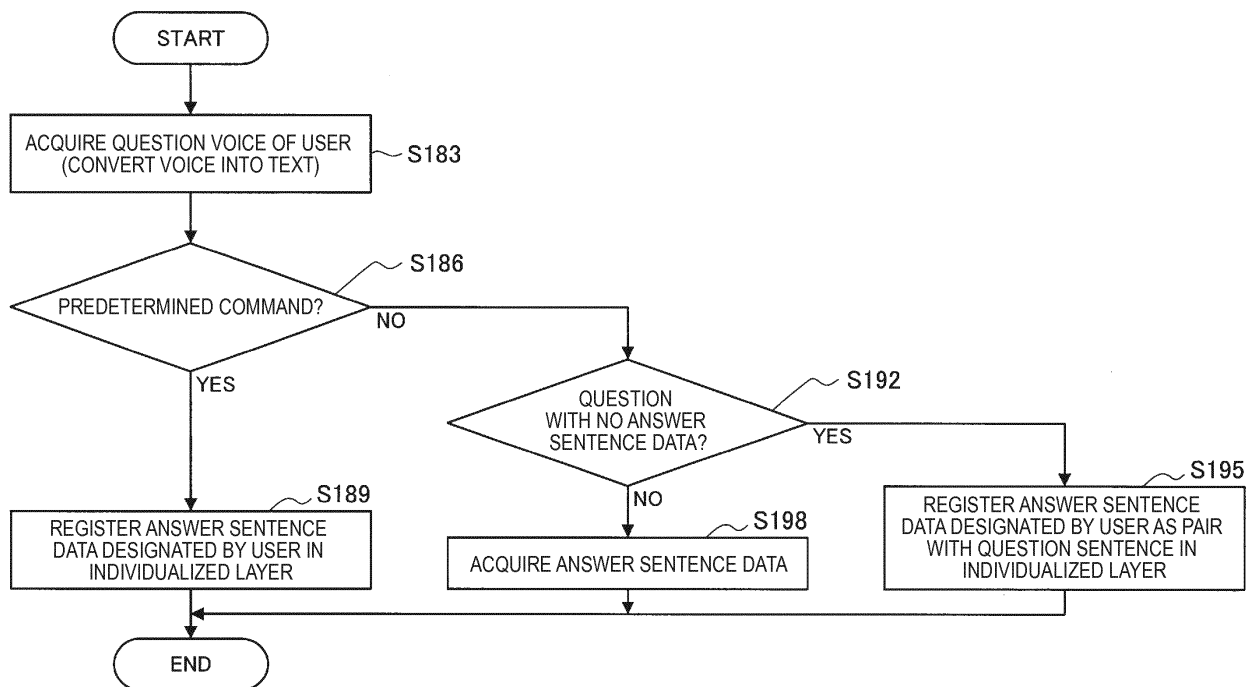 START
ACQUIRE QUESTION VOICE OF USER
(CONVERT VOICE INTO TEXT)
S183
PREDETERMINED COMMAND?
S186
NO
YES
QUESTION
WITH NO ANSWER
SENTENCE DATA?
S192
YES
NO
REGISTER ANSWER SENTENCE
DATA DESIGNATED BY USER IN
INDIVIDUALIZED LAYER
S189
ACQUIRE ANSWER SENTENCE DATA
S198
REGISTER ANSWER SENTENCE
DATA DESIGNATED BY USER AS PAIR
WITH QUESTION SENTENCE IN
INDIVIDUALIZED LAYER
S195
END